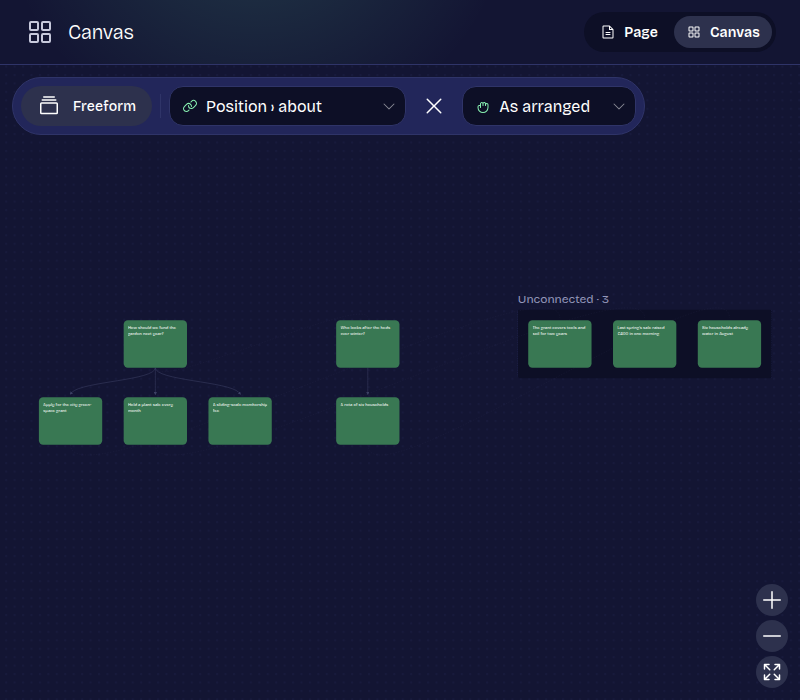 Canvas
Page
Canvas
Freeform
Position › about
As arranged
Unconnected · 3
How should we fund the
garden next year?
Who looks after the beds
over winter?
The grant covers tools and
soil for two years
Last spring's sale raised
£400 in one morning
Six households already
water in August
Apply for the city green-
space grant
Hold a plant sale every
month
A sliding-scale membership
fee
A rota of six households